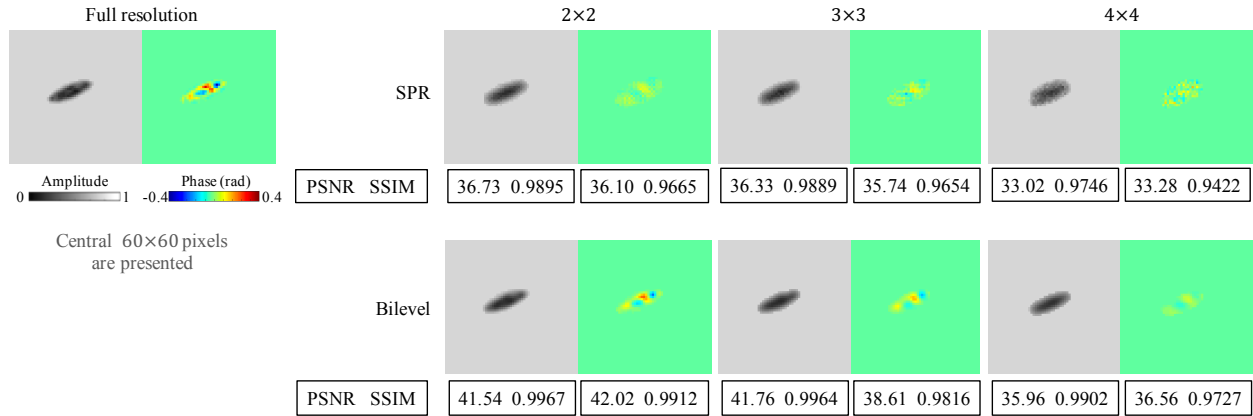 Full resolution 2×2 3×3 4×4
SPR
Amplitude Phase (rad)
0 1 -0.4 0.4
PSNR SSIM 36.73 0.9895 36.10 0.9665 36.33 0.9889 35.74 0.9654 33.02 0.9746 33.28 0.9422
Central 60×60 pixels
are presented
Bilevel
PSNR SSIM 41.54 0.9967 42.02 0.9912 41.76 0.9964 38.61 0.9816 35.96 0.9902 36.56 0.9727